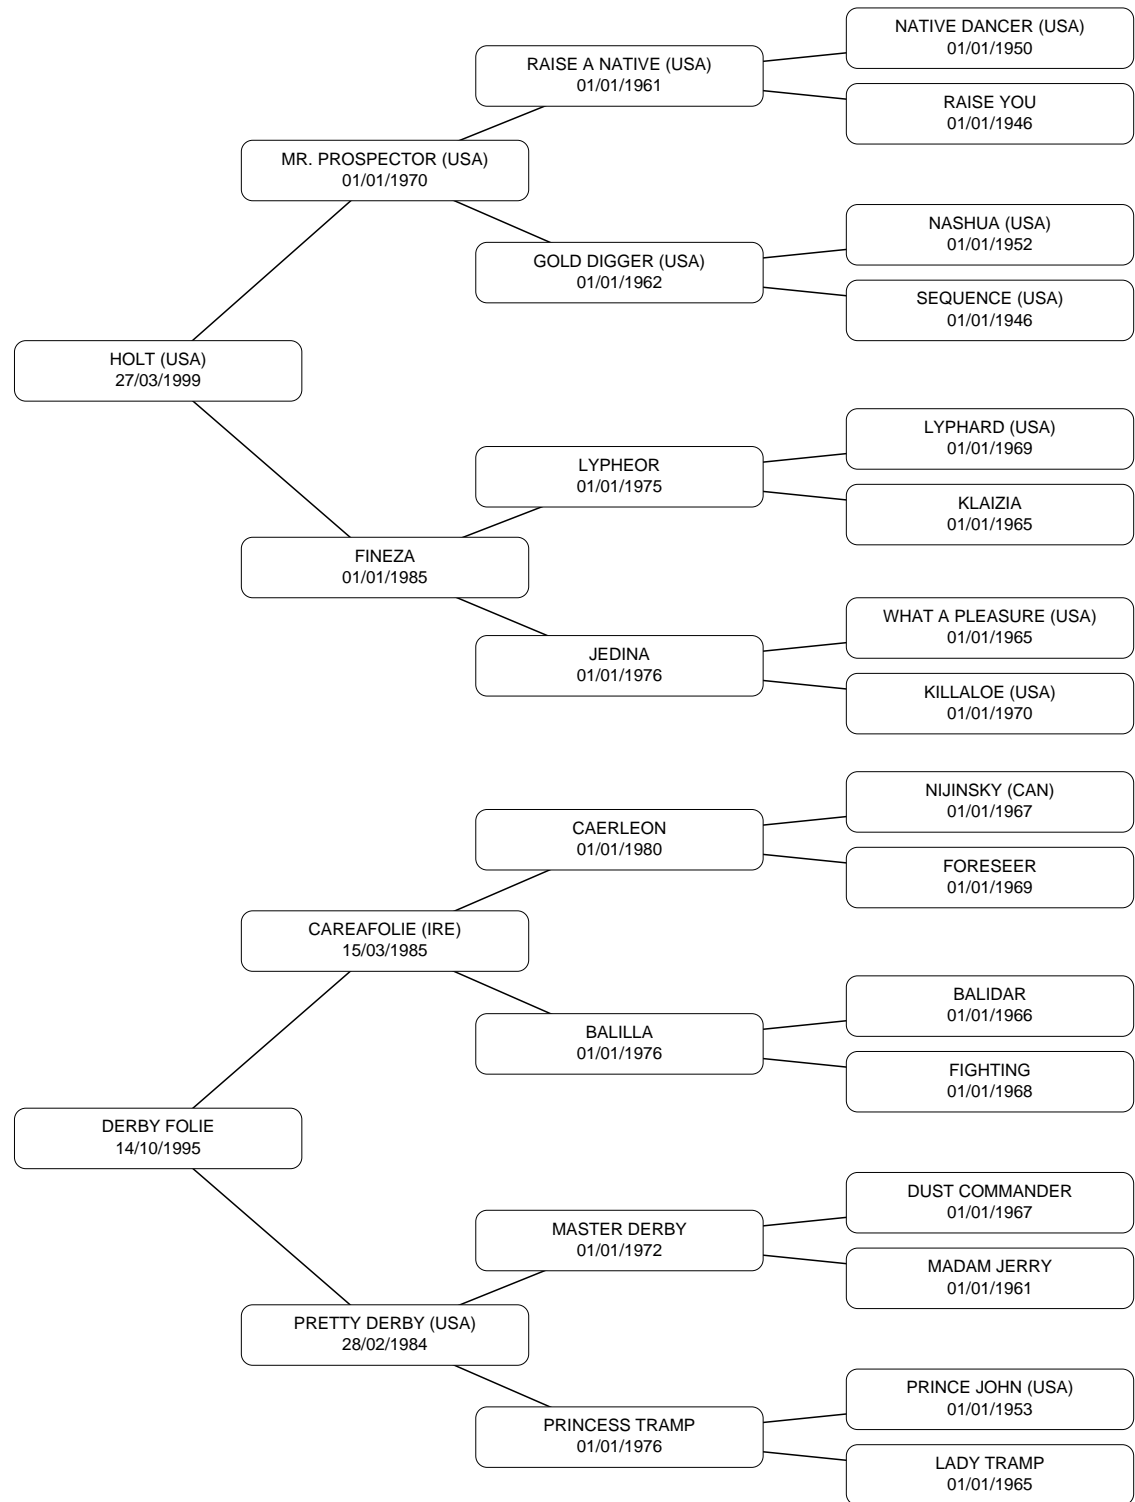 NATIVE DANCER (USA)
01/01/1950
RAISE A NATIVE (USA)
01/01/1961
RAISE YOU
01/01/1946
MR. PROSPECTOR (USA)
01/01/1970
NASHUA (USA)
01/01/1952
GOLD DIGGER (USA)
01/01/1962
SEQUENCE (USA)
01/01/1946
HOLT (USA)
27/03/1999
LYPHARD (USA)
01/01/1969
LYPHEOR
01/01/1975
KLAIZIA
01/01/1965
FINEZA
01/01/1985
WHAT A PLEASURE (USA)
01/01/1965
JEDINA
01/01/1976
KILLALOE (USA)
01/01/1970
NIJINSKY (CAN)
01/01/1967
CAERLEON
01/01/1980
FORESEER
01/01/1969
CAREAFOLIE (IRE)
15/03/1985
BALIDAR
01/01/1966
BALILLA
01/01/1976
FIGHTING
01/01/1968
DERBY FOLIE
14/10/1995
DUST COMMANDER
01/01/1967
MASTER DERBY
01/01/1972
MADAM JERRY
01/01/1961
PRETTY DERBY (USA)
28/02/1984
PRINCE JOHN (USA)
01/01/1953
PRINCESS TRAMP
01/01/1976
LADY TRAMP
01/01/1965